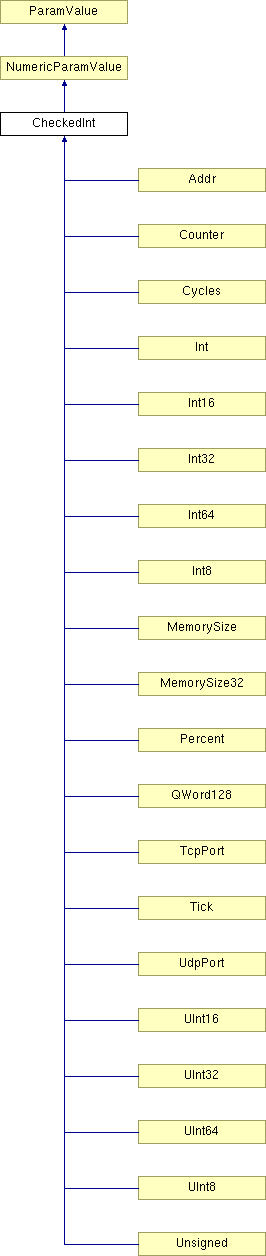 ParamValue
NumericParamValue
CheckedInt
Addr
Counter
Cycles
Int
Int16
Int32
Int64
Int8
MemorySize
MemorySize32
Percent
QWord128
TcpPort
Tick
UdpPort
UInt16
UInt32
UInt64
UInt8
Unsigned